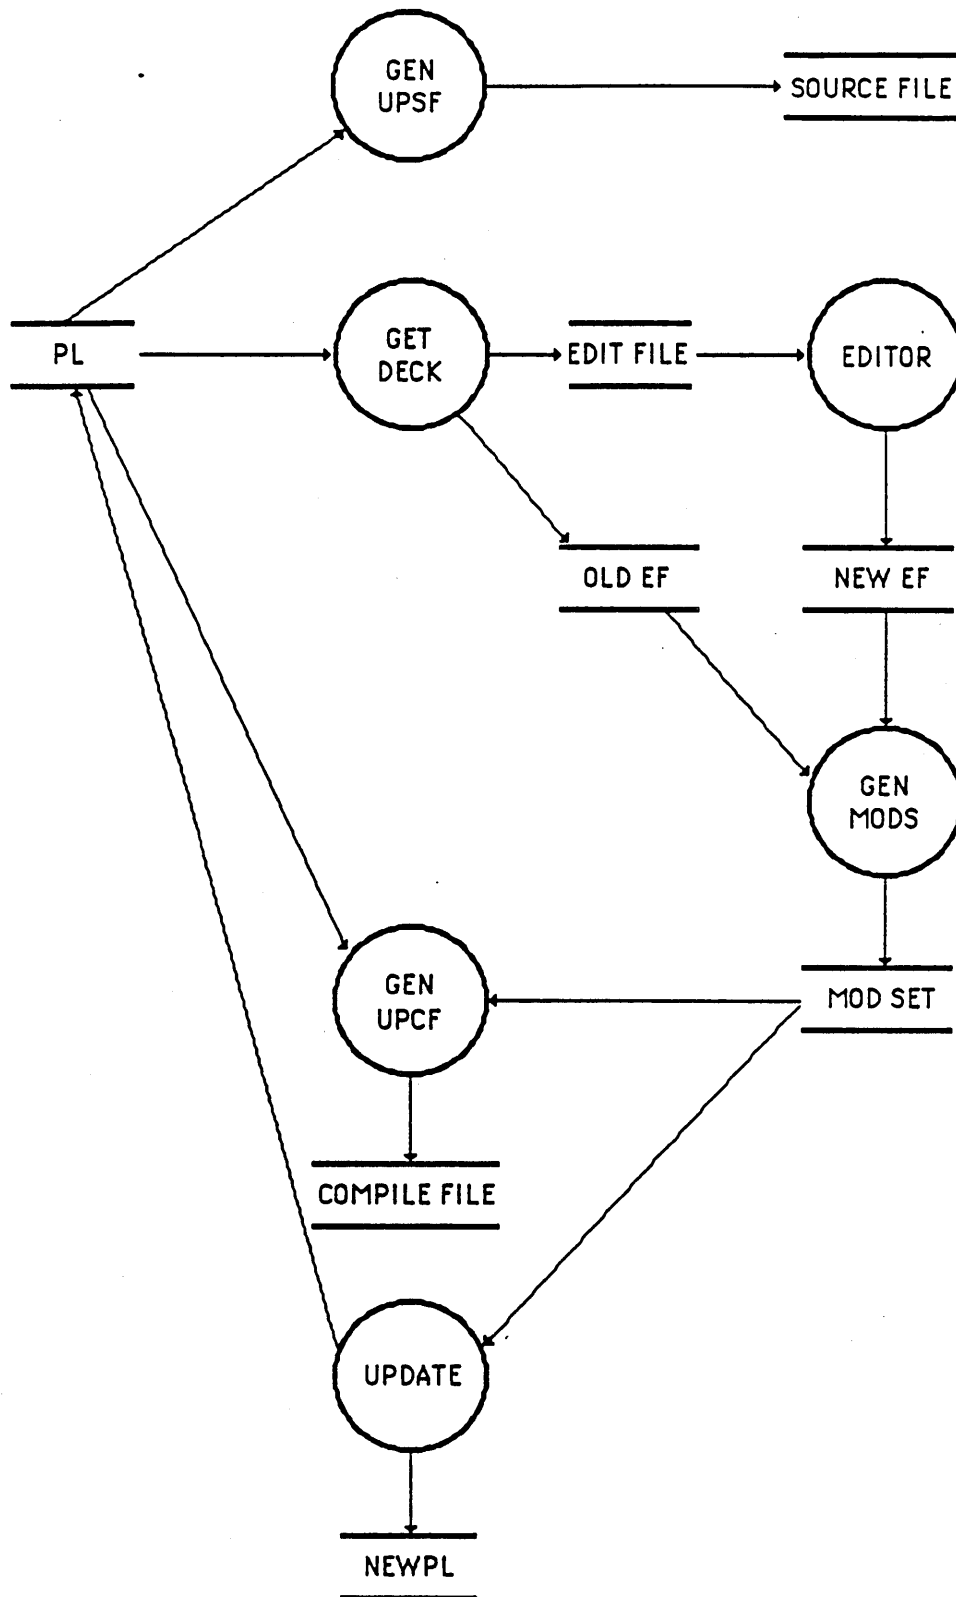 GEN
UPSF
SOURCE FILE
PL
GET
DECK
EDIT FILE
EDITOR
OLD EF
NEW EF
GEN
MODS
GEN
UPCF
MOD SET
COMPILE FILE
UPDATE
NEWPL